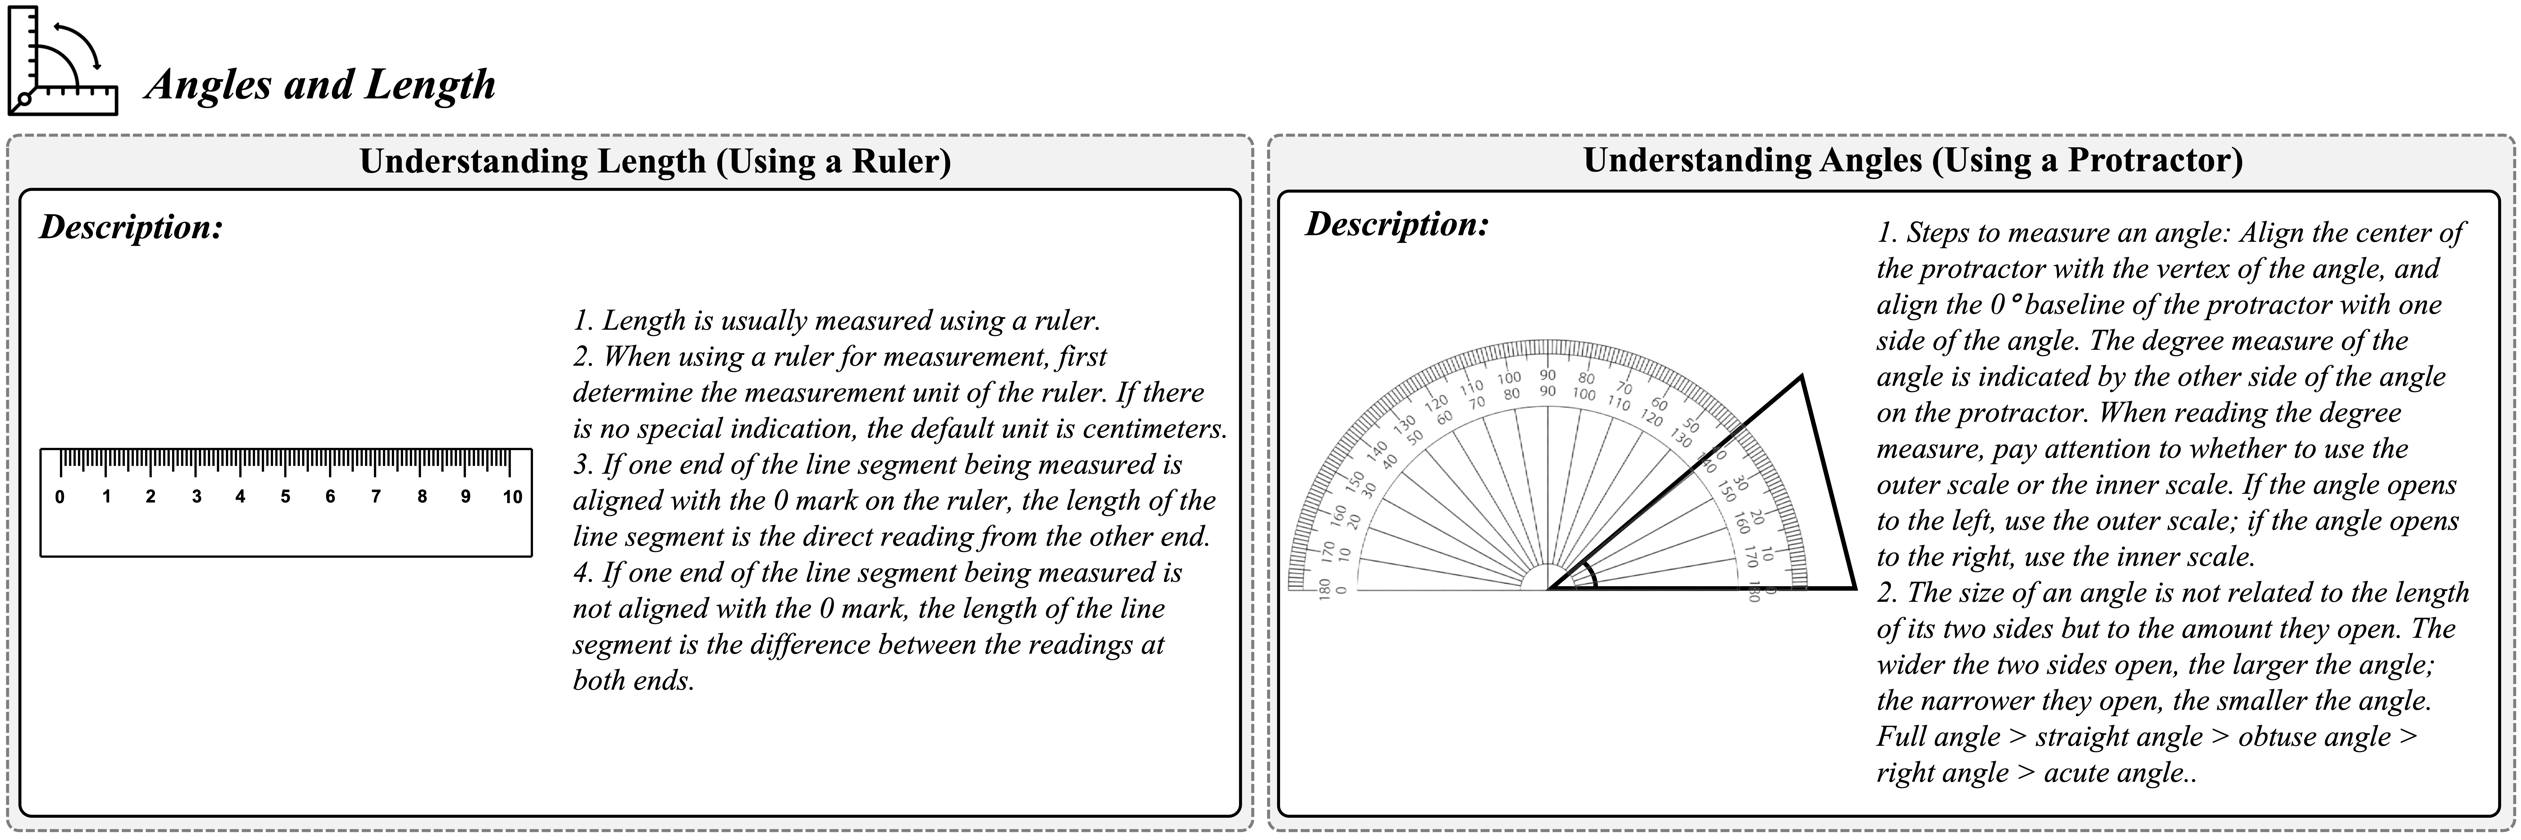 Angles and Length
Understanding Length (Using a Ruler)
Description:
0 1 2 3 4 5 6 7 8 9 10
1. Length is usually measured using a ruler.
2. When using a ruler for measurement, first
determine the measurement unit of the ruler. If there
is no special indication, the default unit is centimeters.
3. If one end of the line segment being measured is
aligned with the 0 mark on the ruler, the length of the
line segment is the direct reading from the other end.
4. If one end of the line segment being measured is
not aligned with the 0 mark, the length of the line
segment is the difference between the readings at
both ends.
Understanding Angles (Using a Protractor)
Description:
180 170 160 150 140 130 120 110 100 90 80 70 60 50 30 20 10 0
0 10 20 30 40 50 60 70 80 90 100 110 120 130 140 150 160 170 180
1. Steps to measure an angle: Align the center of
the protractor with the vertex of the angle, and
align the 0° baseline of the protractor with one
side of the angle. The degree measure of the
angle is indicated by the other side of the angle
on the protractor. When reading the degree
measure, pay attention to whether to use the
outer scale or the inner scale. If the angle opens
to the left, use the outer scale; if the angle opens
to the right, use the inner scale.
2. The size of an angle is not related to the length
of its two sides but to the amount they open. The
wider the two sides open, the larger the angle;
the narrower they open, the smaller the angle.
Full angle > straight angle > obtuse angle >
right angle > acute angle..